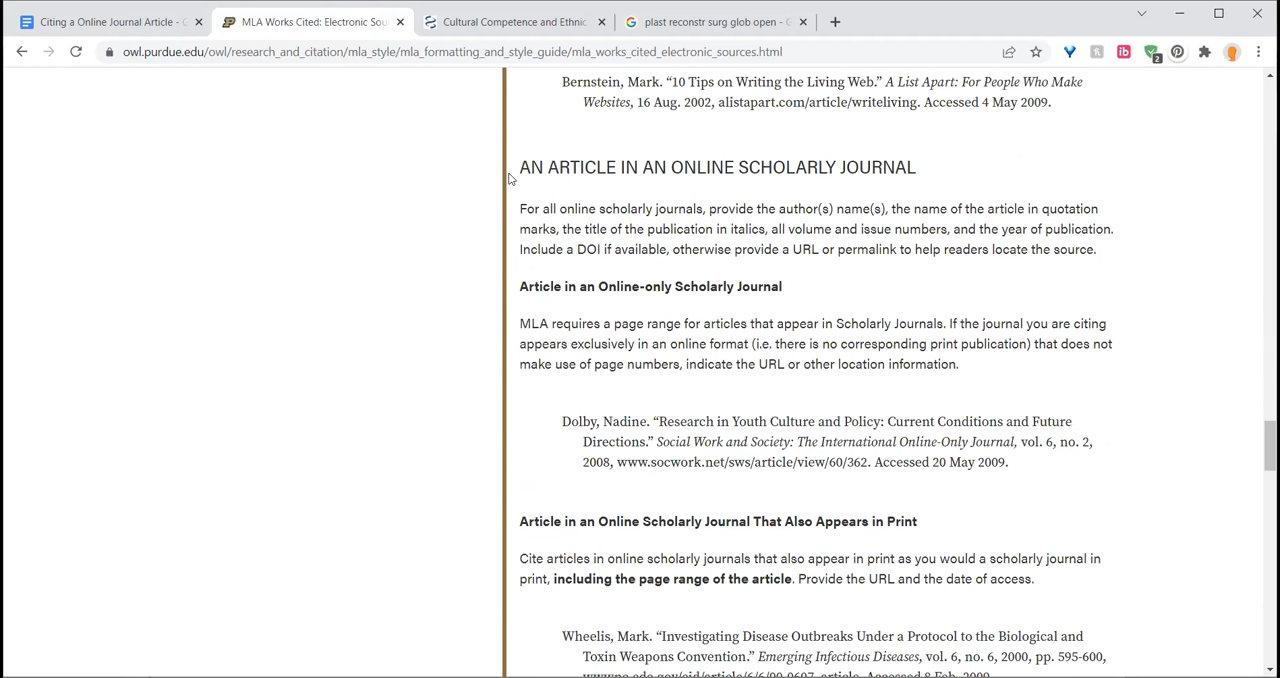 Citing a Online Journal Article - G
MLA Works Cited: Electronic Sou
Cultural Competence and Ethnic
plast reconstr surg glob open - G
owl.purdue.edu/owl/research_and_citation/mla_style/mla_formatting_and_style_guide/mla_works_cited_electronic_sources.html
ib
2
Bernstein, Mark. “10 Tips on Writing the Living Web.” A List Apart: For People Who Make
Websites, 16 Aug. 2002, alistapart.com/article/writeliving. Accessed 4 May 2009.
AN ARTICLE IN AN ONLINE SCHOLARLY JOURNAL
For all online scholarly journals, provide the author(s) name(s), the name of the article in quotation
marks, the title of the publication in italics, all volume and issue numbers, and the year of publication.
Include a DOI if available, otherwise provide a URL or permalink to help readers locate the source.
Article in an Online-only Scholarly Journal
MLA requires a page range for articles that appear in Scholarly Journals. If the journal you are citing
appears exclusively in an online format (i.e. there is no corresponding print publication) that does not
make use of page numbers, indicate the URL or other location information.
Dolby, Nadine. “Research in Youth Culture and Policy: Current Conditions and Future
Directions.” Social Work and Society: The International Online-Only Journal, vol. 6, no. 2,
2008, www.socwork.net/sws/article/view/60/362. Accessed 20 May 2009.
Article in an Online Scholarly Journal That Also Appears in Print
Cite articles in online scholarly journals that also appear in print as you would a scholarly journal in
print, including the page range of the article. Provide the URL and the date of access.
Wheelis, Mark. “Investigating Disease Outbreaks Under a Protocol to the Biological and
Toxin Weapons Convention.” Emerging Infectious Diseases, vol. 6, no. 6, 2000, pp. 595-600,